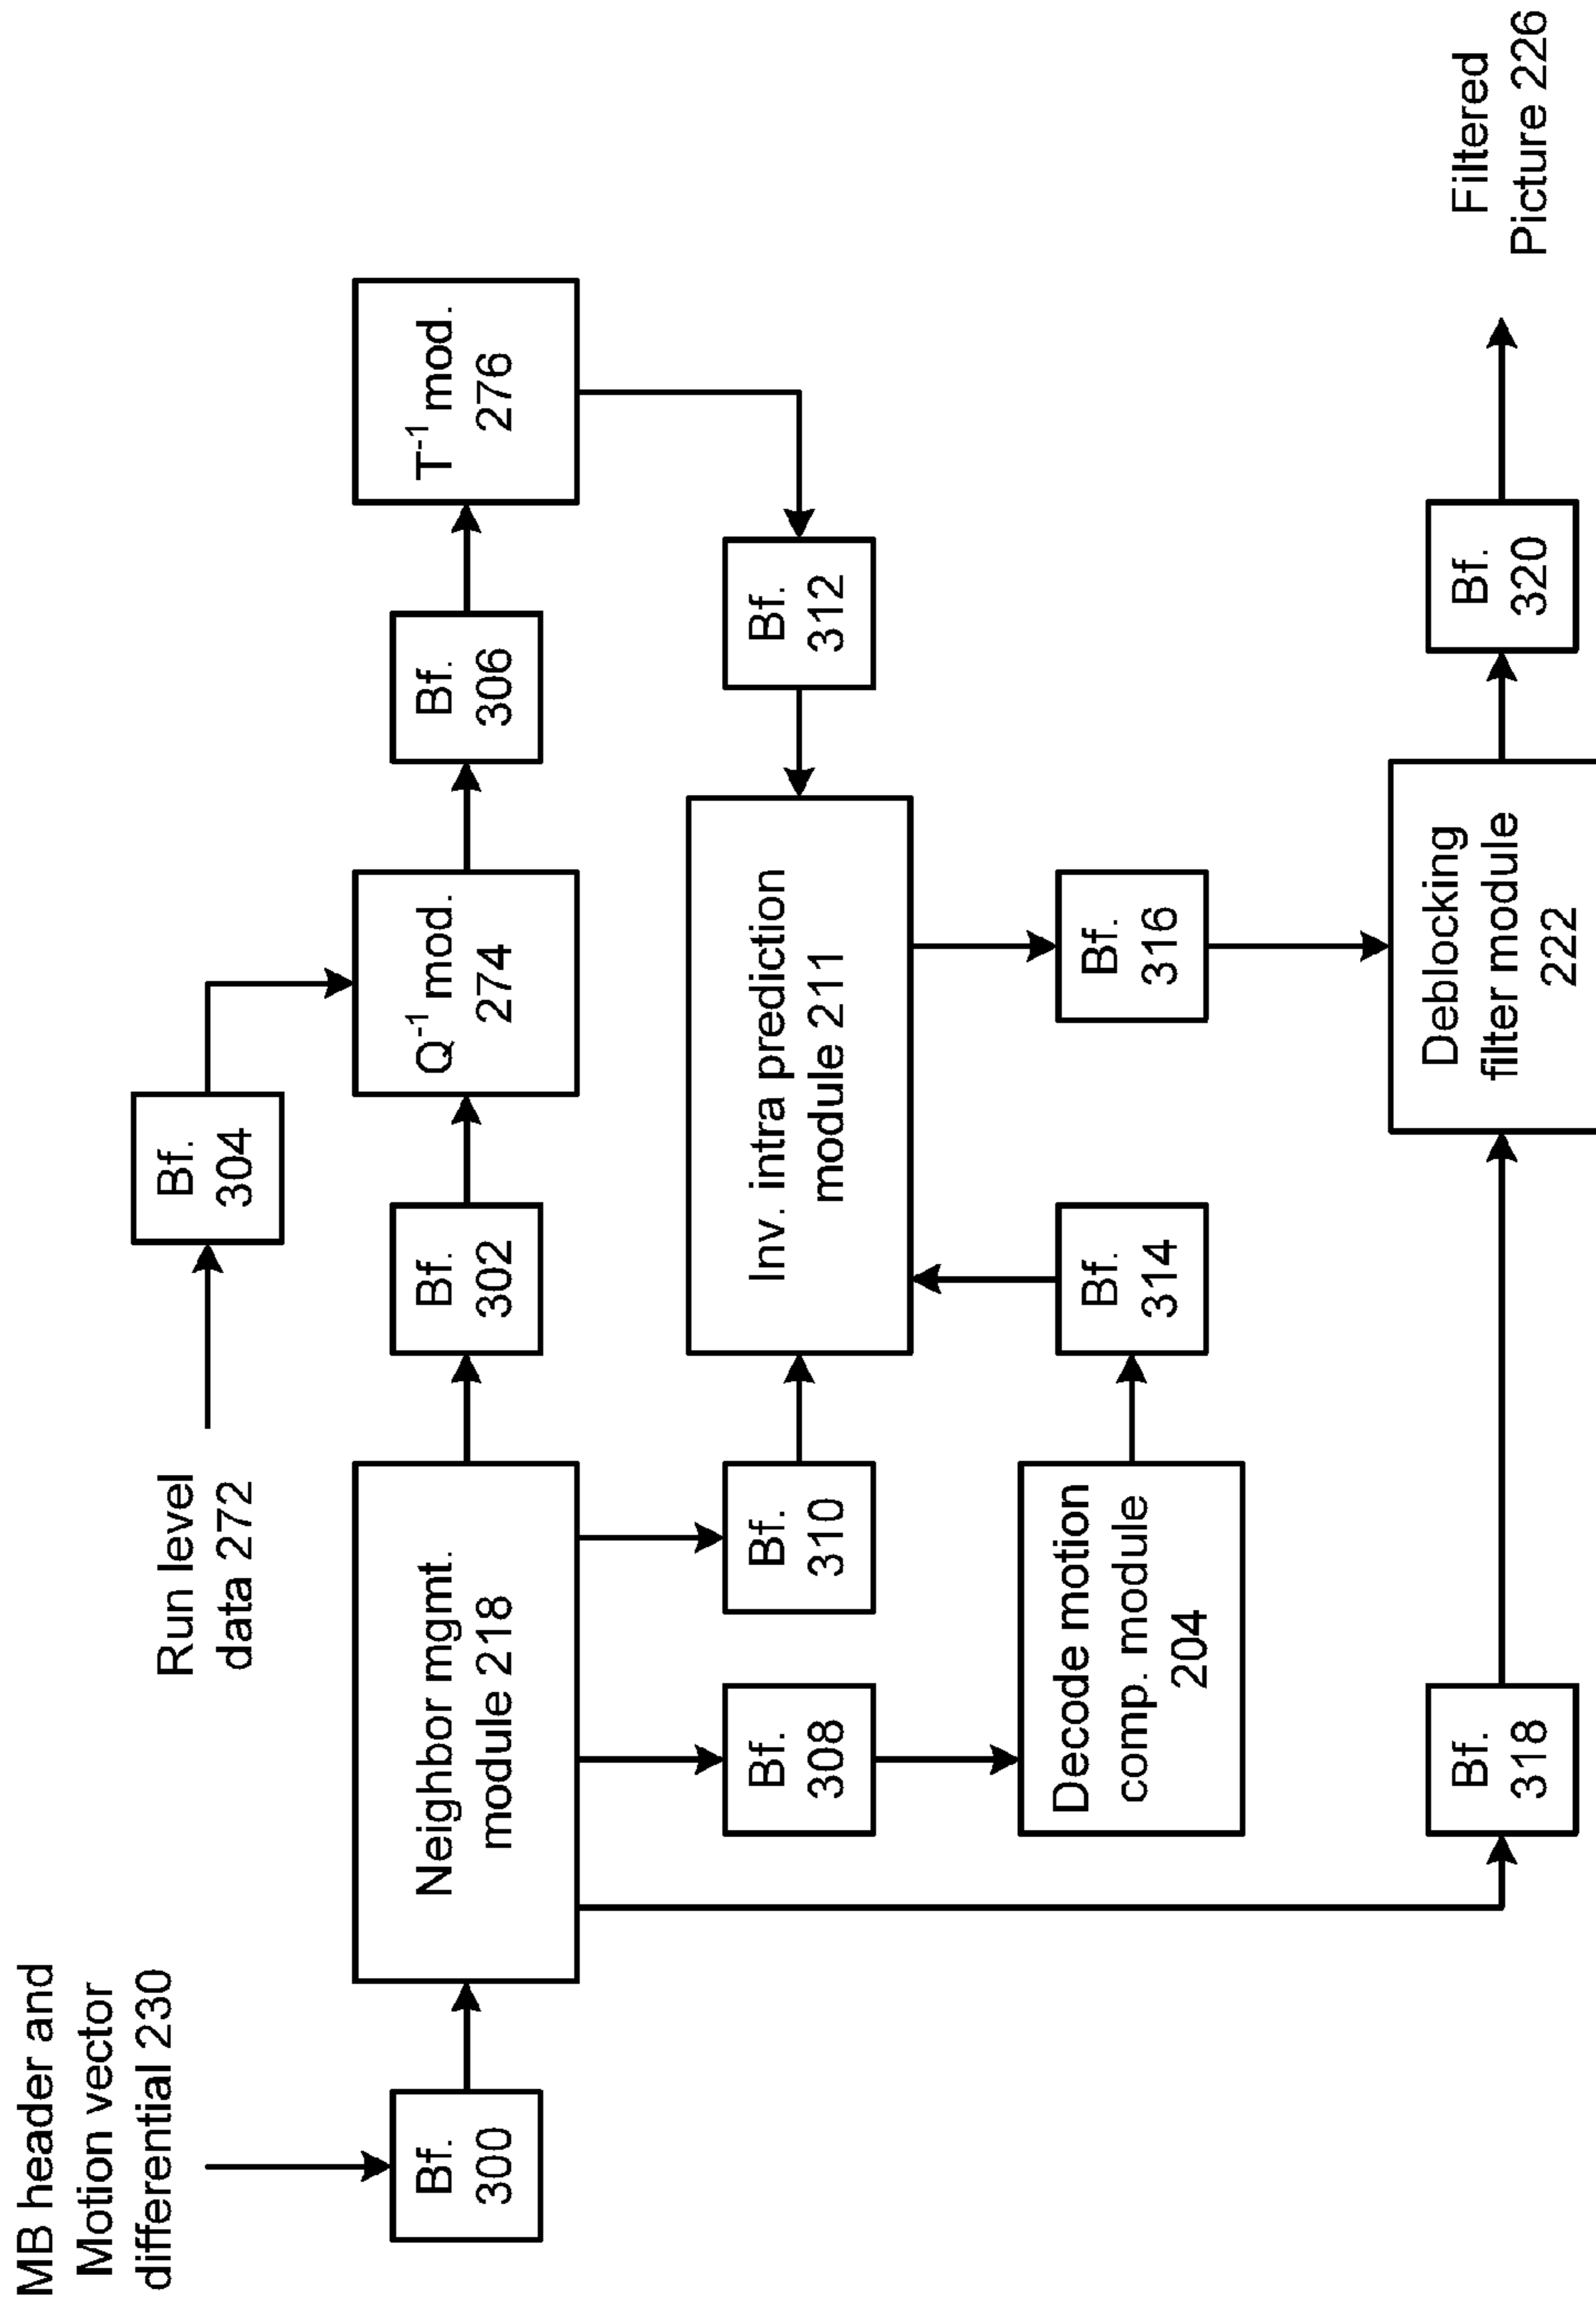 MB header and
Motion vector
differential 230
Run level
data 272
Bf.
304
Bf.
300
Neighbor mgmt.
module 218
Bf.
302
Q-1 mod.
274
Bf.
306
T-1 mod.
276
Bf.
308
Bf.
310
Inv. intra prediction
module 211
Bf.
312
Decode motion
comp. module
204
Bf.
314
Bf.
316
Bf.
318
Deblocking
filter module
222
Bf.
320
Filtered
Picture 226